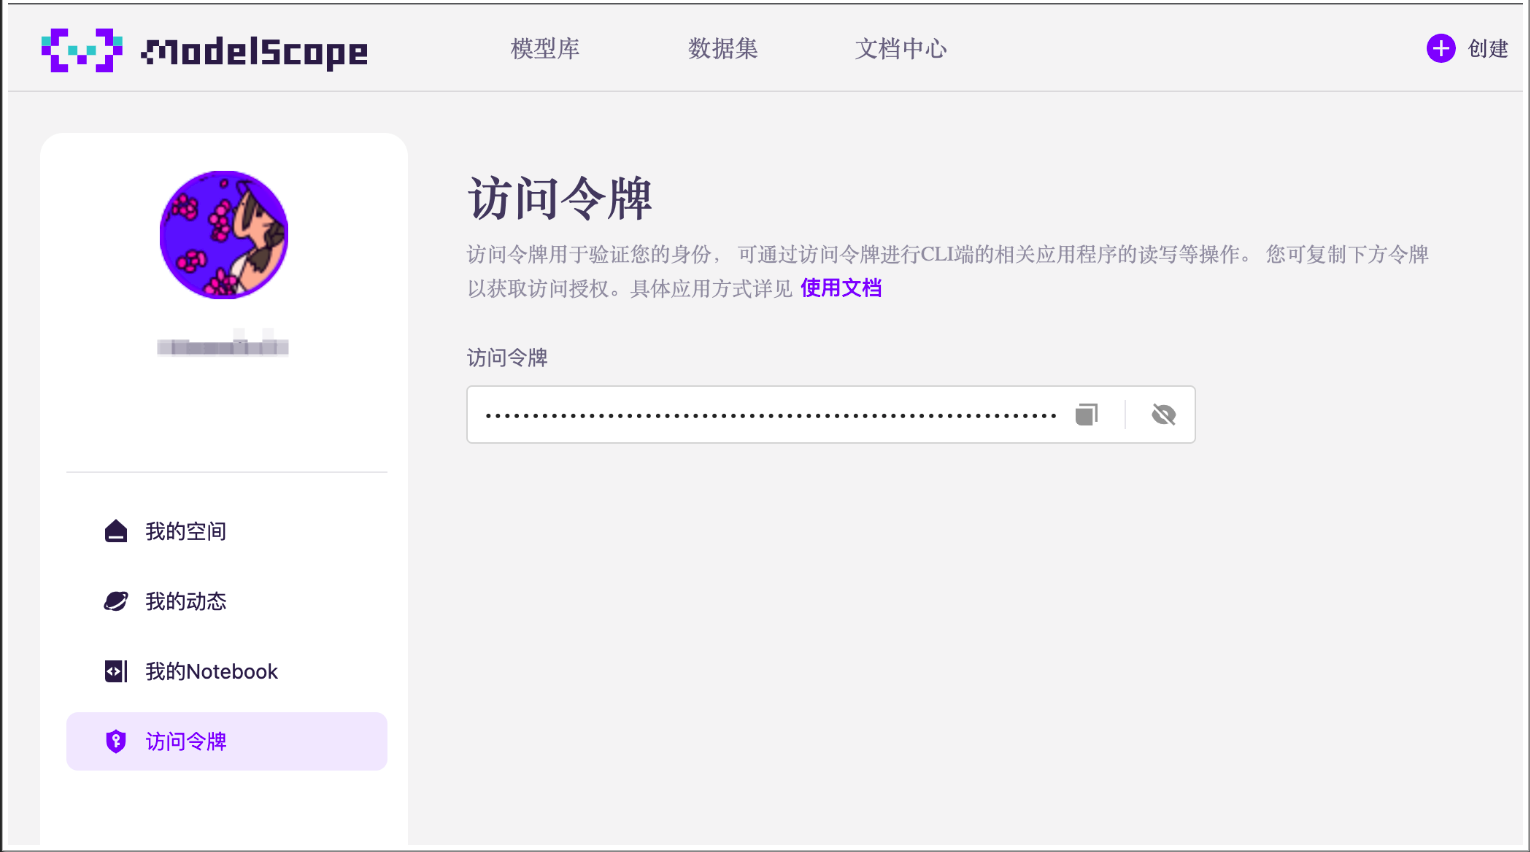 ModelScope
模型库
数据集
文档中心
创建
访问令牌
访问令牌用于验证您的身份， 可通过访问令牌进行CLI端的相关应用程序的读写等操作。 您可复制下方令牌
以获取访问授权。具体应用方式详见 使用文档
访问令牌
我的空间
我的动态
我的Notebook
访问令牌